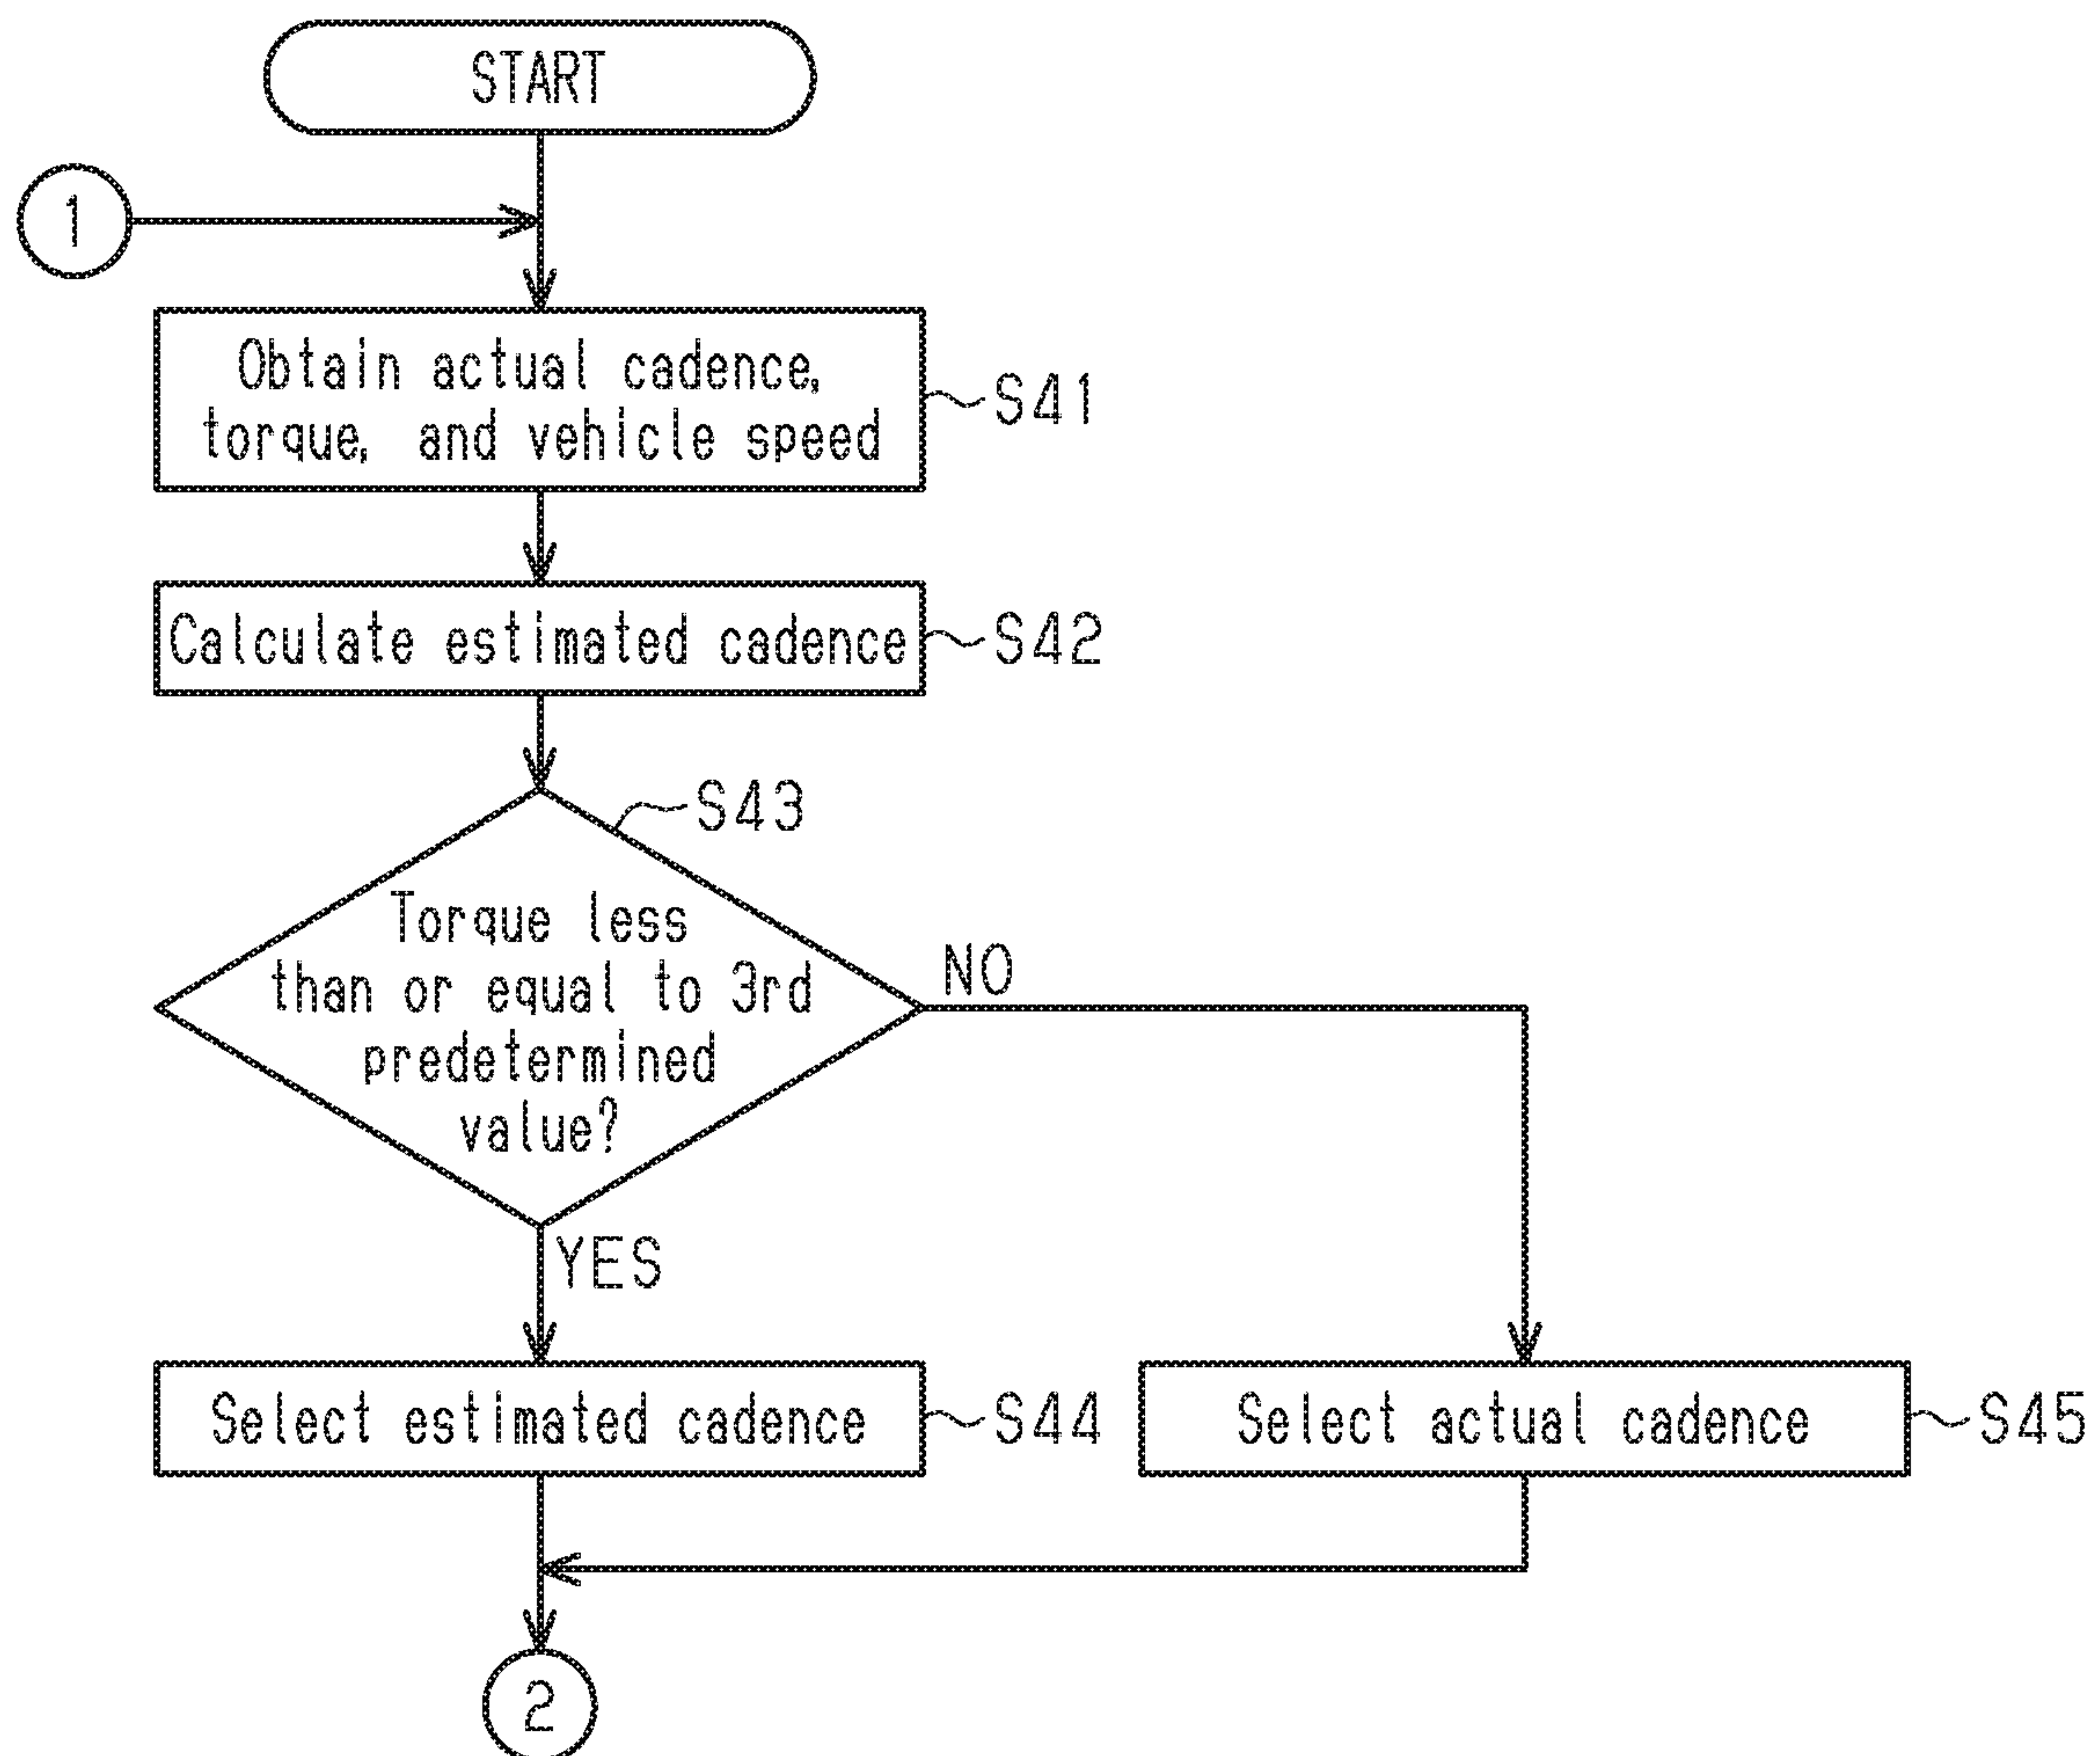 START
1
Obtain actual cadence,
torque, and vehicle speed
S41
Calculate estimated cadence
S42
S43
Torque less
than or equal to 3rd
predetermined
value?
NO
YES
Select estimated cadence
S44
Select actual cadence
S45
2